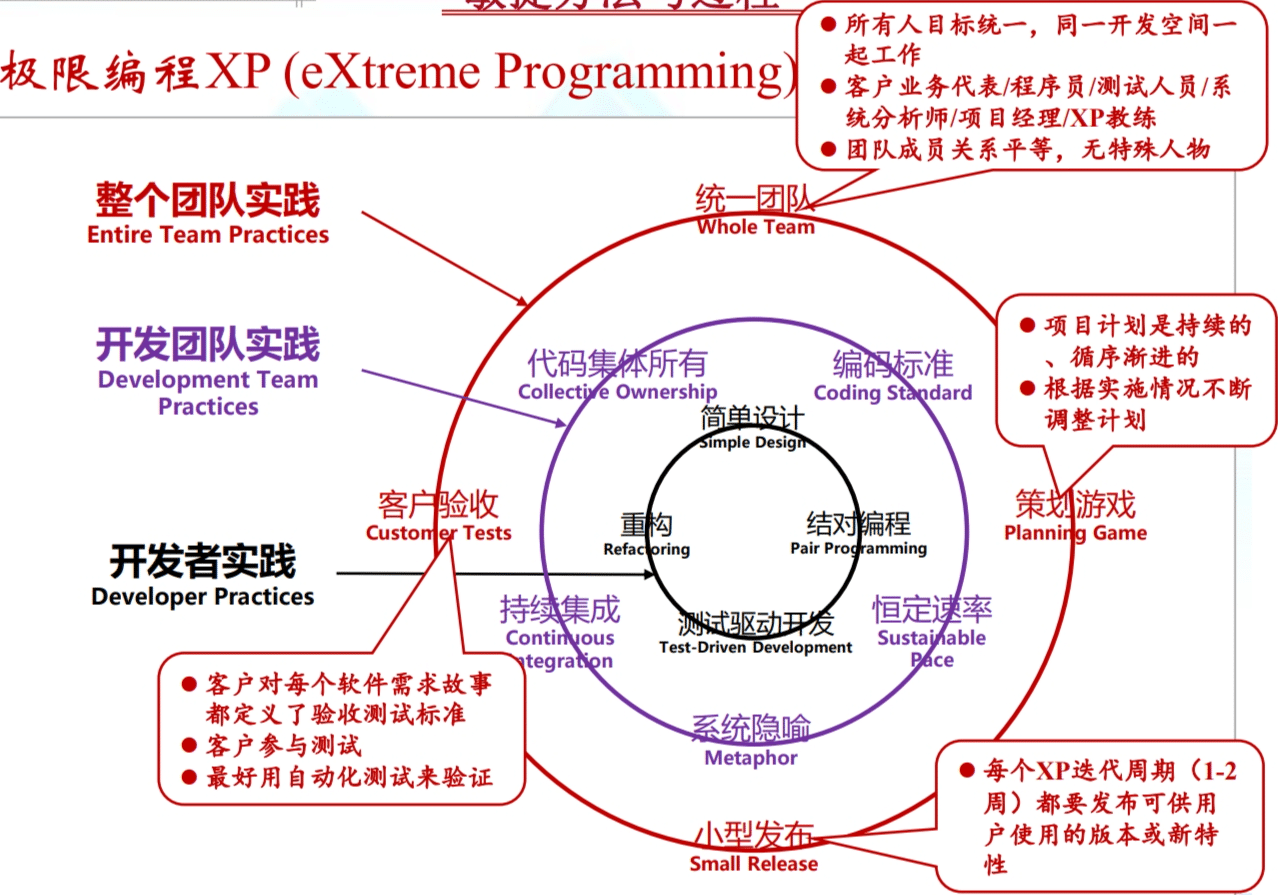 敏捷方法与过程
极限编程XP (eXtreme Programming)
● 所有人目标统一，同一开发空间一
起工作
● 客户业务代表/程序员/测试人员/系
统分析师/项目经理/XP教练
● 团队成员关系平等，无特殊人物
整个团队实践
Entire Team Practices
统一团队
Whole Team
● 项目计划是持续的
、循序渐进的
● 根据实施情况不断
调整计划
开发团队实践
Development Team
Practices
代码集体所有
Collective Ownership
编码标准
Coding Standard
简单设计
Simple Design
客户验收
Customer Tests
重构
Refactoring
结对编程
Pair Programming
策划游戏
Planning Game
开发者实践
Developer Practices
持续集成
Continuous
Integration
测试驱动开发
Test-Driven Development
恒定速率
Sustainable
Pace
● 客户对每个软件需求故事
都定义了验收测试标准
● 客户参与测试
● 最好用自动化测试来验证
系统隐喻
Metaphor
● 每个XP迭代周期（1-2
周）都要发布可供用
户使用的版本或新特
性
小型发布
Small Release